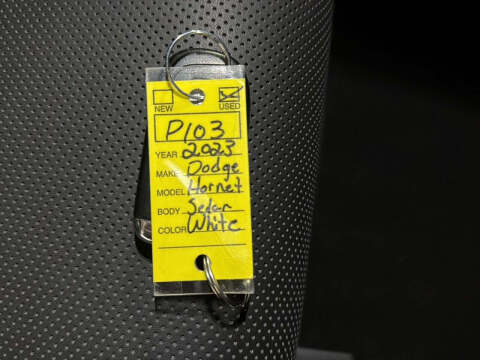 NEW USED
P103
YEAR 2023
MAKE Dodge
MODEL Hornet
BODY Sedan
COLOR White